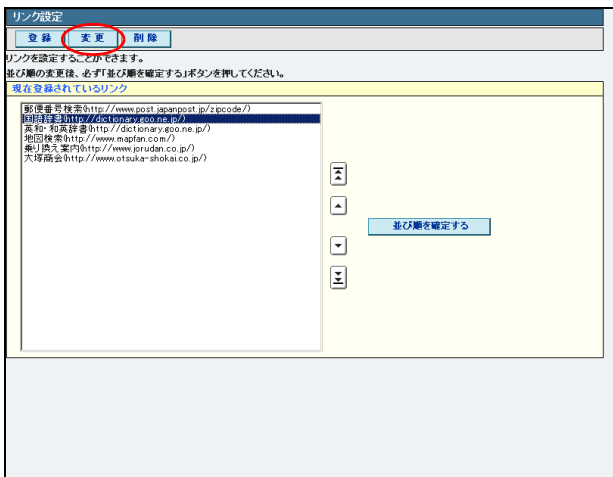 リンク設定
登録 変更 削除
リンクを設定することができます。
並び順の変更後、必ず「並び順を確定する」ボタンを押してください。
現在登録されているリンク
郵便番号検索(http://www.post.japanpost.jp/zipcode/)
国語辞書(http://dictionary.goo.ne.jp/)
英和・和英辞書(http://dictionary.goo.ne.jp/)
地図検索(http://www.mapfan.com/)
乗り換え案内(http://www.jorudan.co.jp/)
大塚商会(http://www.otsuka-shokai.co.jp/)
並び順を確定する